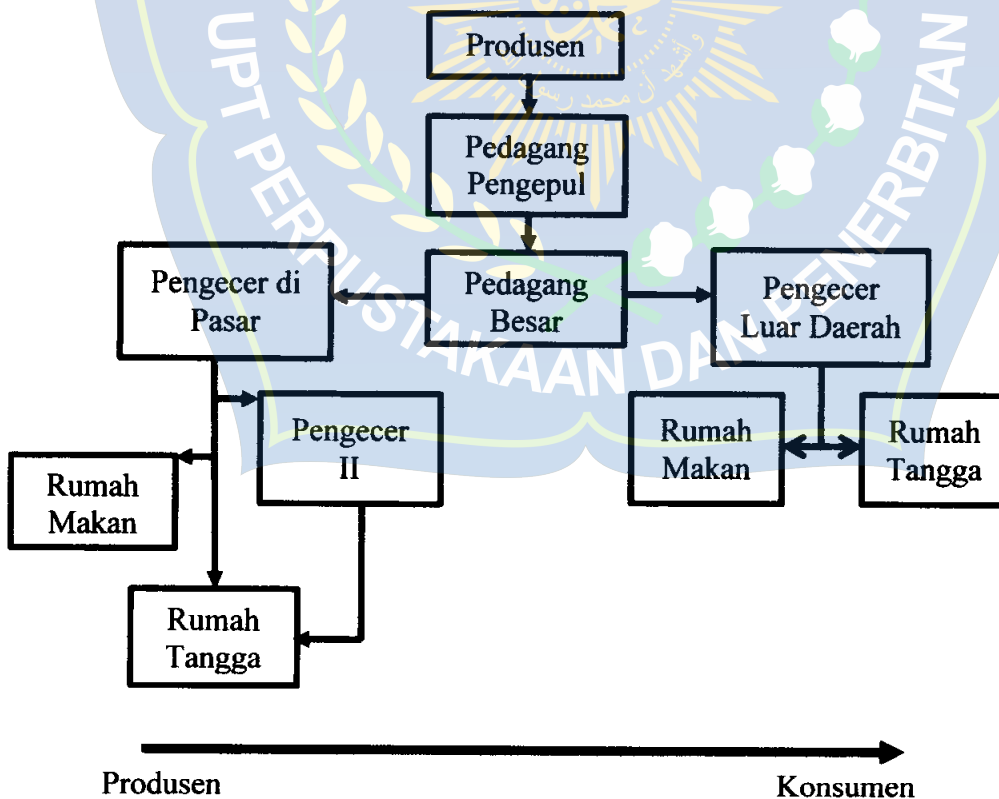 Produsen
Pedagang
Pengepul
Pengecer di
Pasar
Pedagang
Besar
Pengecer
Luar Daerah
Pengecer
II
Rumah
Makan
Rumah
Tangga
Rumah
Makan
Rumah
Tangga
Produsen
Konsumen
UPT PERPUSTAKAAN DAN PENERBITAN